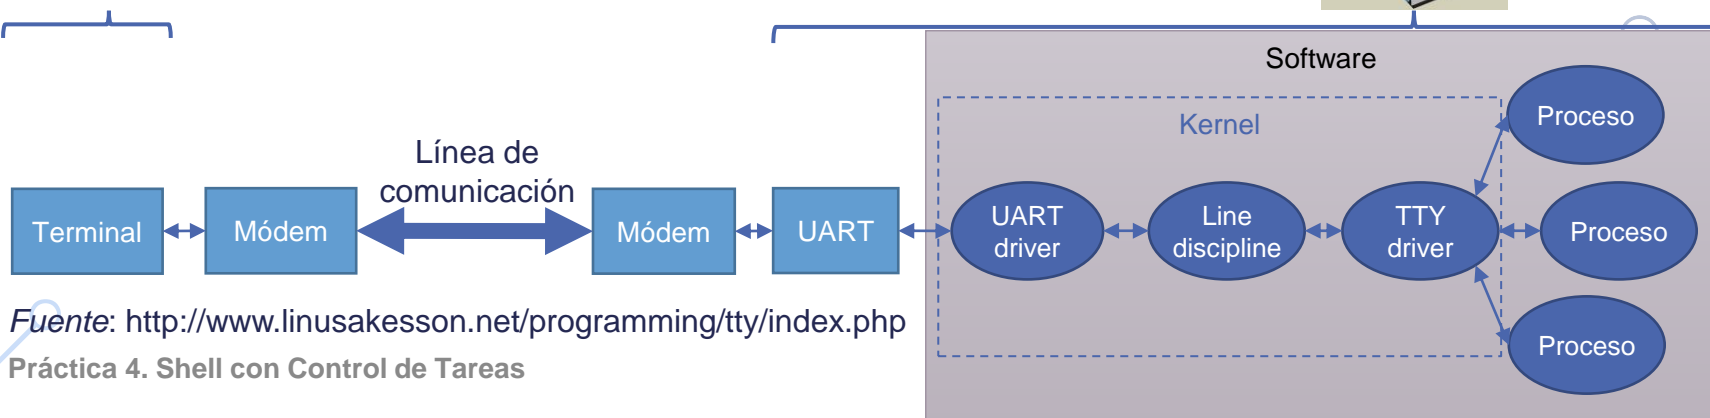 Software
Kernel
Proceso
Línea de
comunicación
Terminal
Módem
Módem
UART
UART
driver
Line
discipline
TTY
driver
Proceso
Proceso
Fuente: http://www.linusakesson.net/programming/tty/index.php
Práctica 4. Shell con Control de Tareas